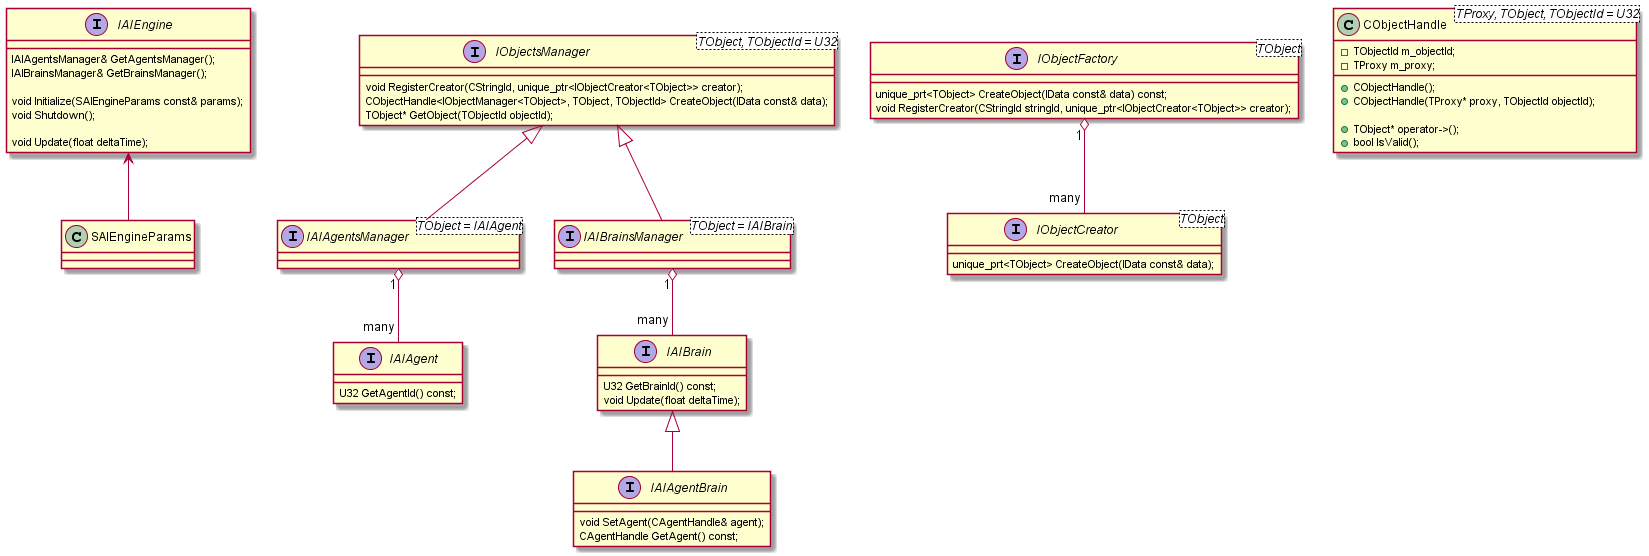 I IAIEngine
IAIAgentsManager& GetAgentsManager();
IAIBrainsManager& GetBrainsManager();
void Initialize(SAIEngineParams const& params);
void Shutdown();
void Update(float deltaTime);
C SAIEngineParams
I IObjectsManager
TObject, TObjectId = U32
void RegisterCreator(CStringId, unique_ptr<IObjectCreator<TObject>> creator);
CObjectHandle<IObjectManager<TObject>, TObject, TObjectId> CreateObject(IData const& data);
TObject* GetObject(TObjectId objectId);
I IAIAgentsManager
TObject = IAIAgent
1
many
I IAIAgent
U32 GetAgentId() const;
I IAIBrainsManager
TObject = IAIBrain
1
many
I IAIBrain
U32 GetBrainId() const;
void Update(float deltaTime);
I IAIAgentBrain
void SetAgent(CAgentHandle& agent);
CAgentHandle GetAgent() const;
I IObjectFactory
TObject
unique_prt<TObject> CreateObject(IData const& data) const;
void RegisterCreator(CStringId stringId, unique_ptr<IObjectCreator<TObject>> creator);
1
many
I IObjectCreator
TObject
unique_prt<TObject> CreateObject(IData const& data);
C CObjectHandle
TProxy, TObject, TObjectId = U32
TObjectId m_objectId;
TProxy m_proxy;
CObjectHandle();
CObjectHandle(TProxy* proxy, TObjectId objectId);
TObject* operator->();
bool IsValid();